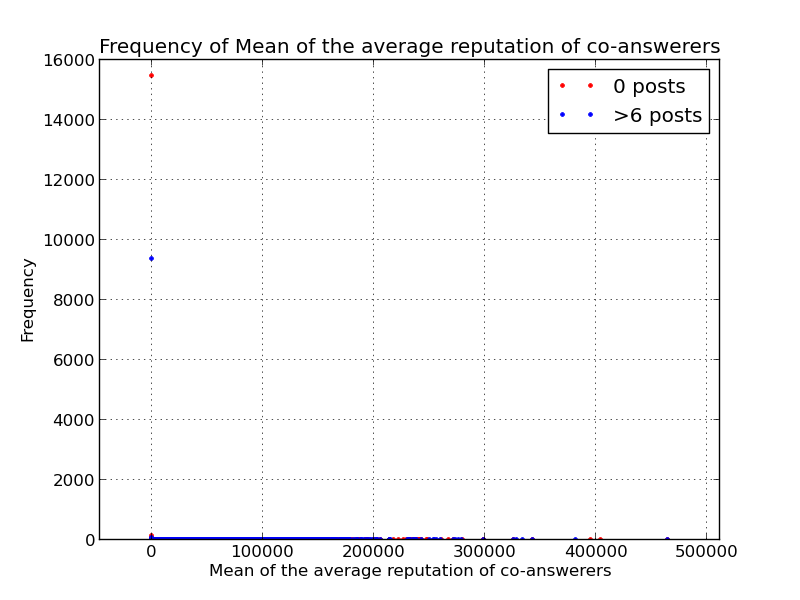 Frequency of Mean of the average reputation of co-answerers
16000
14000
12000
10000
8000
6000
4000
2000
0
Frequency
0 posts
>6 posts
0 100000 200000 300000 400000 500000
Mean of the average reputation of co-answerers